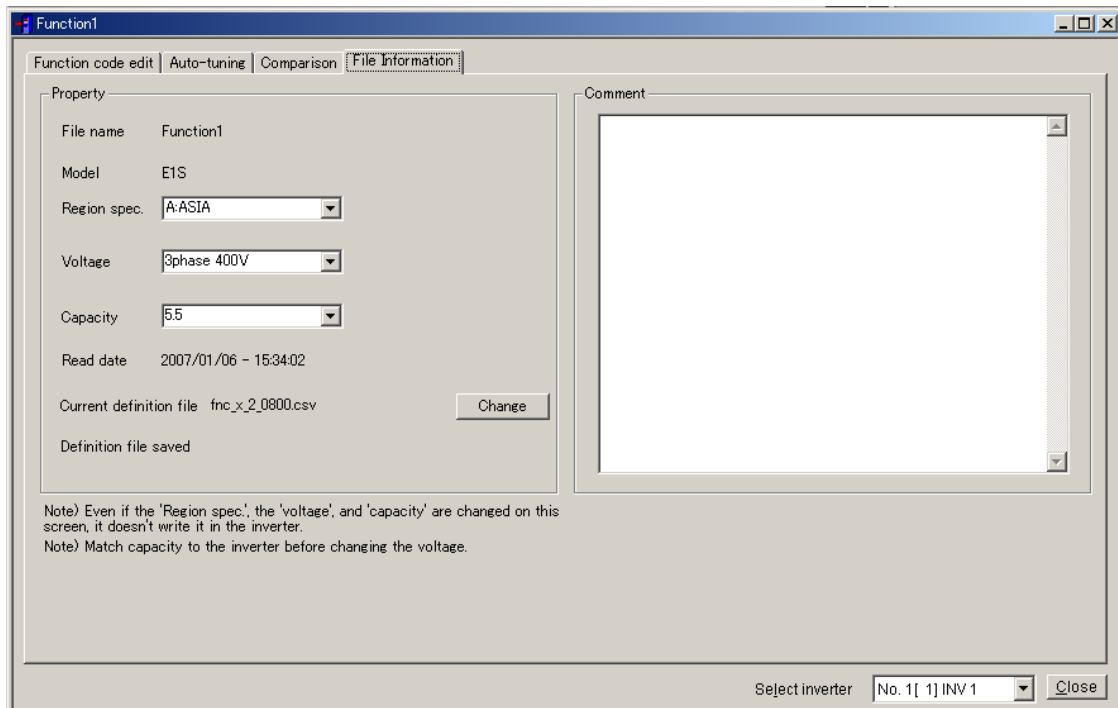 Function1
Function code edit Auto-tuning Comparison File Information
Property
File name Function1
Model E1S
Region spec. A:ASIA
Voltage 3phase 400V
Capacity 5.5
Read date 2007/01/06 - 15:34:02
Current definition file fnc_x_2_0800.csv Change
Definition file saved
Comment
Note) Even if the 'Region spec.', the 'voltage', and 'capacity' are changed on this
screen, it doesn't write it in the inverter.
Note) Match capacity to the inverter before changing the voltage.
Select inverter No. 1[ 1] INV 1 Close